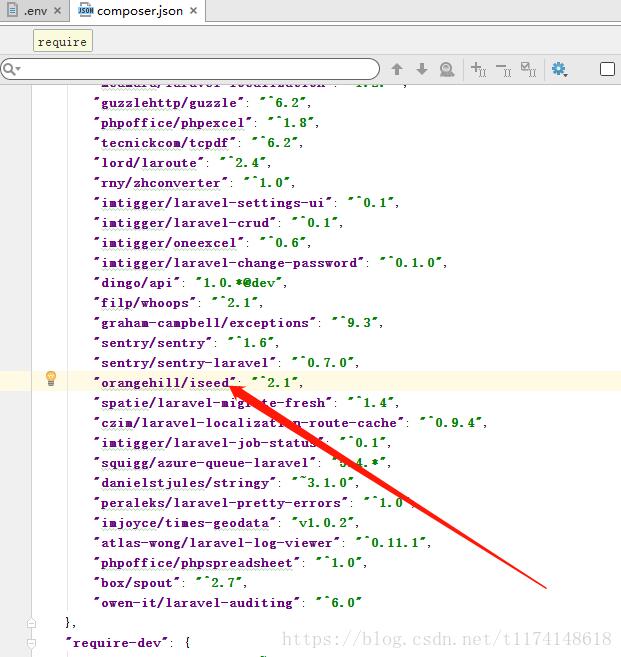 .env
composer.json
require
"guzzlehttp/guzzle": "^6.2",
"phpoffice/phpexcel": "^1.8",
"tecnickcom/tcpdf": "^6.2",
"lord/laroute": "^2.4",
"rny/zhconverter": "^1.0",
"imtigger/laravel-settings-ui": "^0.1",
"imtigger/laravel-crud": "^0.1",
"imtigger/oneexcel": "^0.6",
"imtigger/laravel-change-password": "^0.1.0",
"dingo/api": "1.0.*@dev",
"filp/whoops": "^2.1",
"graham-campbell/exceptions": "^9.3",
"sentry/sentry": "^1.6",
"sentry/sentry-laravel": "^0.7.0",
"orangehill/iseed": "^2.1",
"spatie/laravel-migrate-fresh": "^1.4",
"czim/laravel-localization-route-cache": "^0.9.4",
"imtigger/laravel-job-status": "^0.1",
"squigg/azure-queue-laravel": "5.4.*",
"danielstjules/stringy": "~3.1.0",
"peraleks/laravel-pretty-errors": "^1.0",
"imjoyce/times-geodata": "v1.0.2",
"atlas-wong/laravel-log-viewer": "^0.11.1",
"phpoffice/phpspreadsheet": "^1.0",
"box/spout": "^2.7",
"owen-it/laravel-auditing": "^6.0"
},
"require-dev": {
https://blog.csdn.net/t1174148618